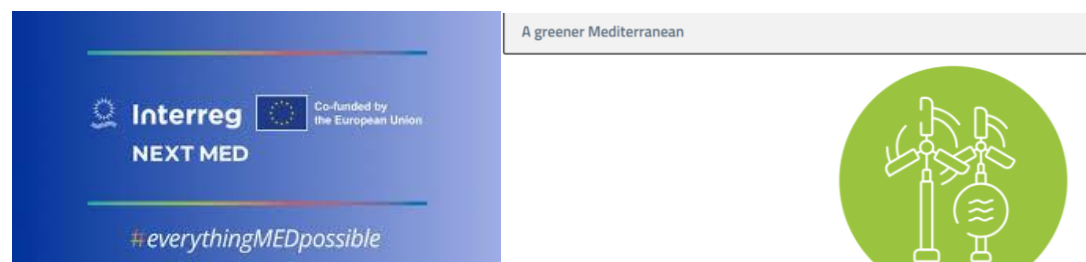 A greener Mediterranean
Interreg
Co-funded by
the European Union
NEXT MED
#everythingMEDpossible